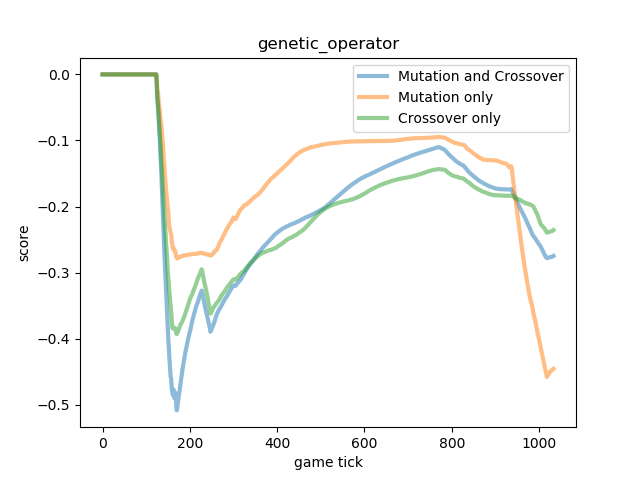 genetic_operator
Mutation and Crossover
Mutation only
Crossover only
0.0
−0.1
−0.2
−0.3
−0.4
−0.5
score
0
200
400
600
800
1000
game tick